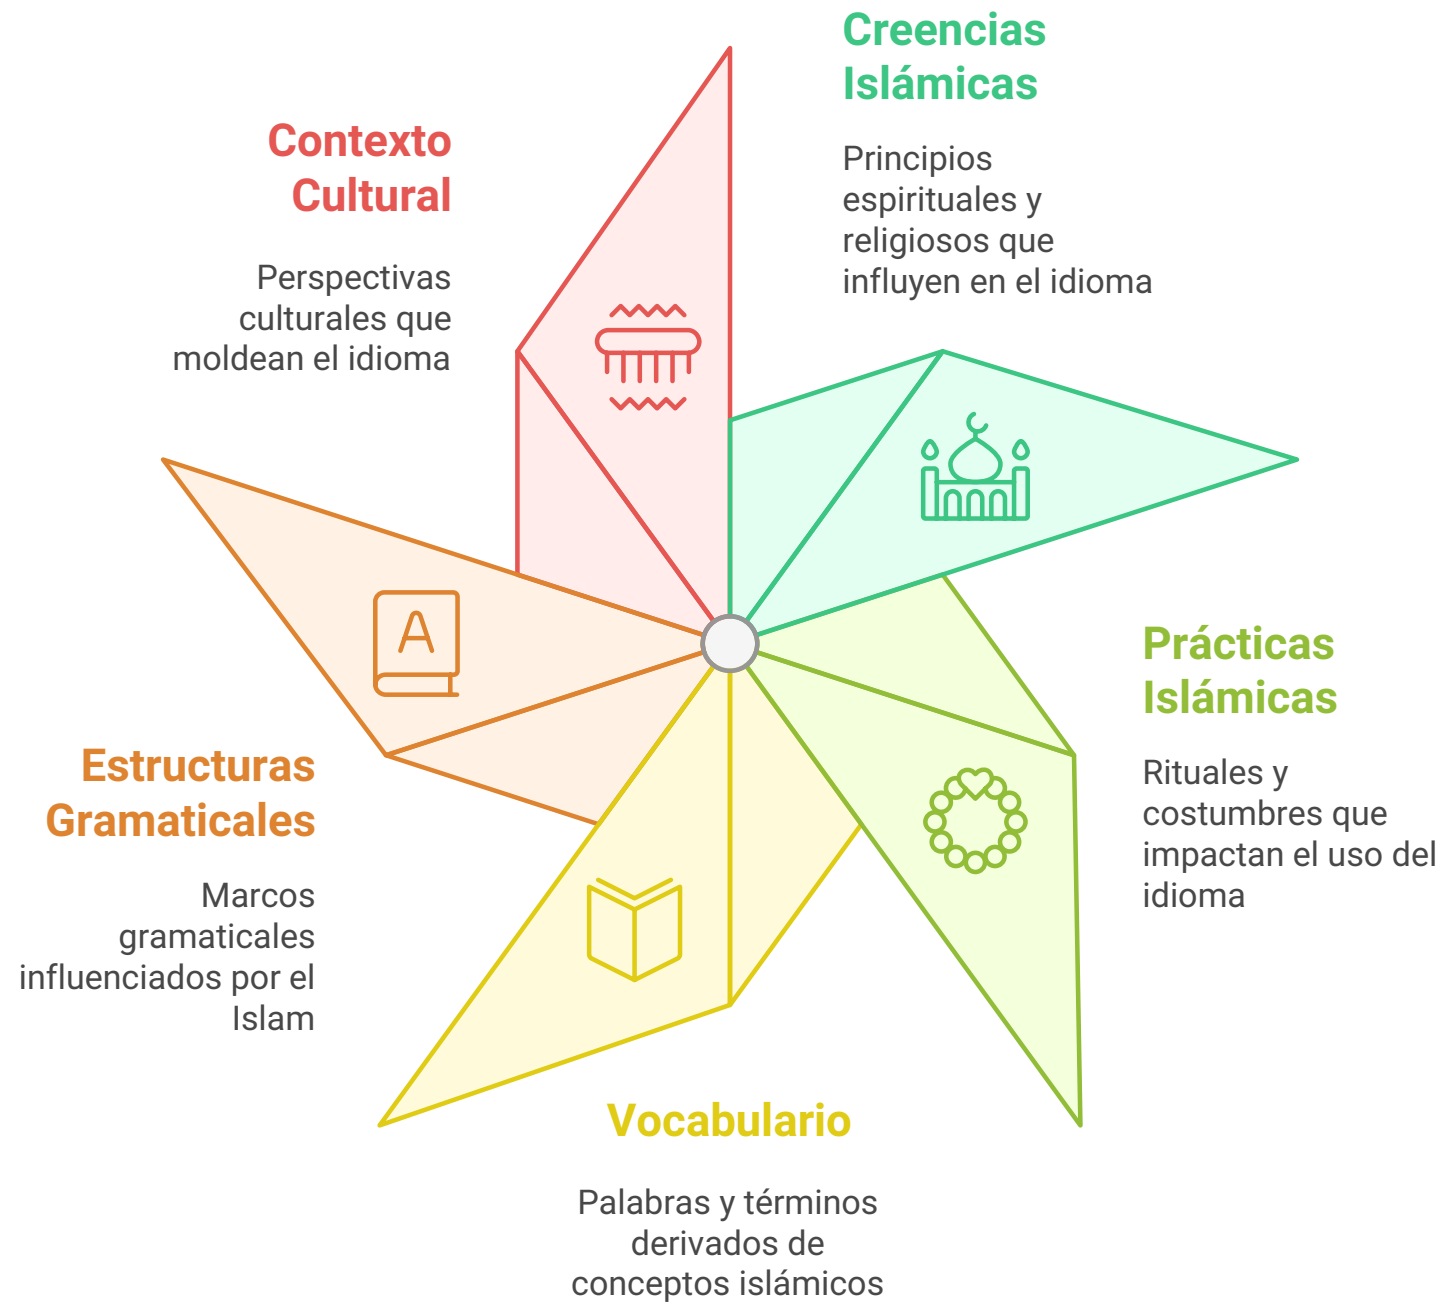 Creencias
Islámicas
Principios
espirituales y
religiosos que
influyen en el idioma
Contexto
Cultural
Perspectivas
culturales que
moldean el idioma
A
Prácticas
Islámicas
Rituales y
costumbres que
impactan el uso del
idioma
Estructuras
Gramaticales
Marcos
gramaticales
influenciados por el
Islam
Vocabulario
Palabras y términos
derivados de
conceptos islámicos